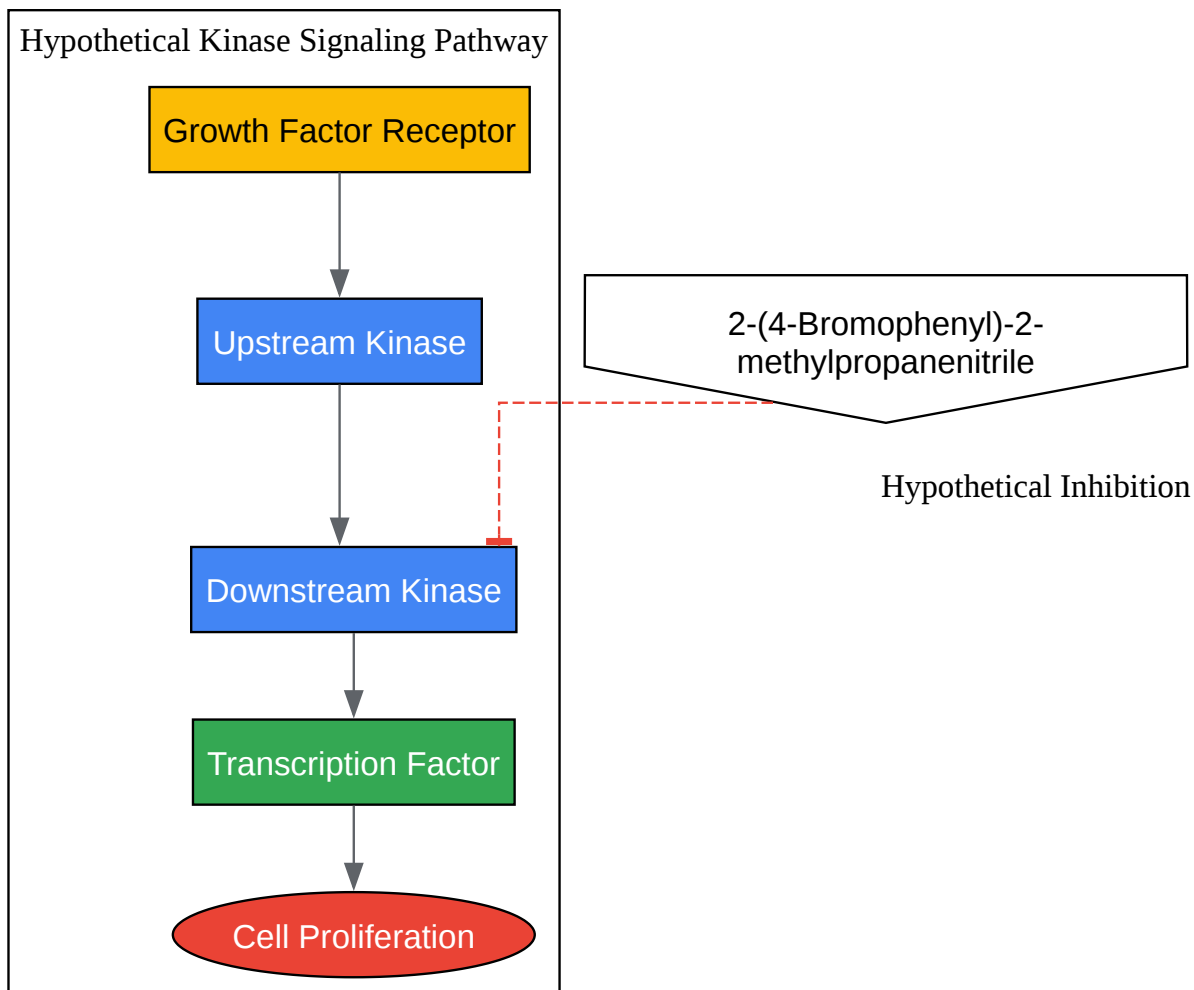 Hypothetical Kinase Signaling Pathway
Growth Factor Receptor
Upstream Kinase
2-(4-Bromophenyl)-2-
methylpropanenitrile
Hypothetical Inhibition
Downstream Kinase
Transcription Factor
Cell Proliferation